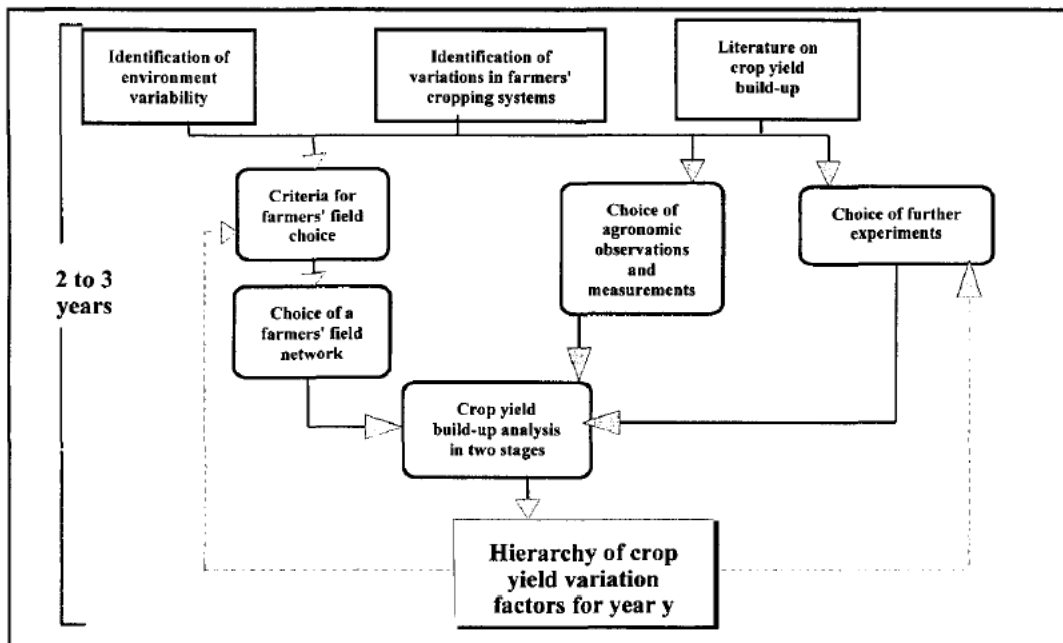 Identification of
environment
variability
Identification of
variations in farmers'
cropping systems
Literature on
crop yield
build-up
Criteria for
farmers' field
choice
Choice of
agronomic
observations
and
measurements
Choice of further
experiments
2 to 3
years
Choice of a
farmers' field
network
Crop yield
build-up analysis
in two stages
Hierarchy of crop
yield variation
factors for year y